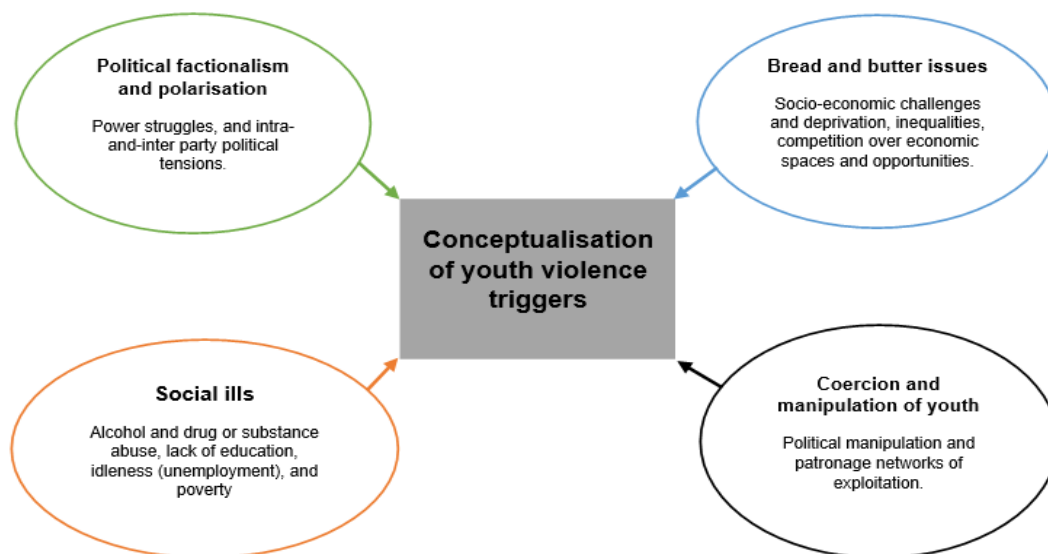 Political factionalism
and polarisation
Power struggles, and intra-
and-inter party political
tensions.
Bread and butter issues
Socio-economic challenges
and deprivation, inequalities,
competition over economic
spaces and opportunities.
Conceptualisation
of youth violence
triggers
Social ills
Alcohol and drug or substance
abuse, lack of education,
idleness (unemployment), and
poverty
Coercion and
manipulation of youth
Political manipulation and
patronage networks of
exploitation.